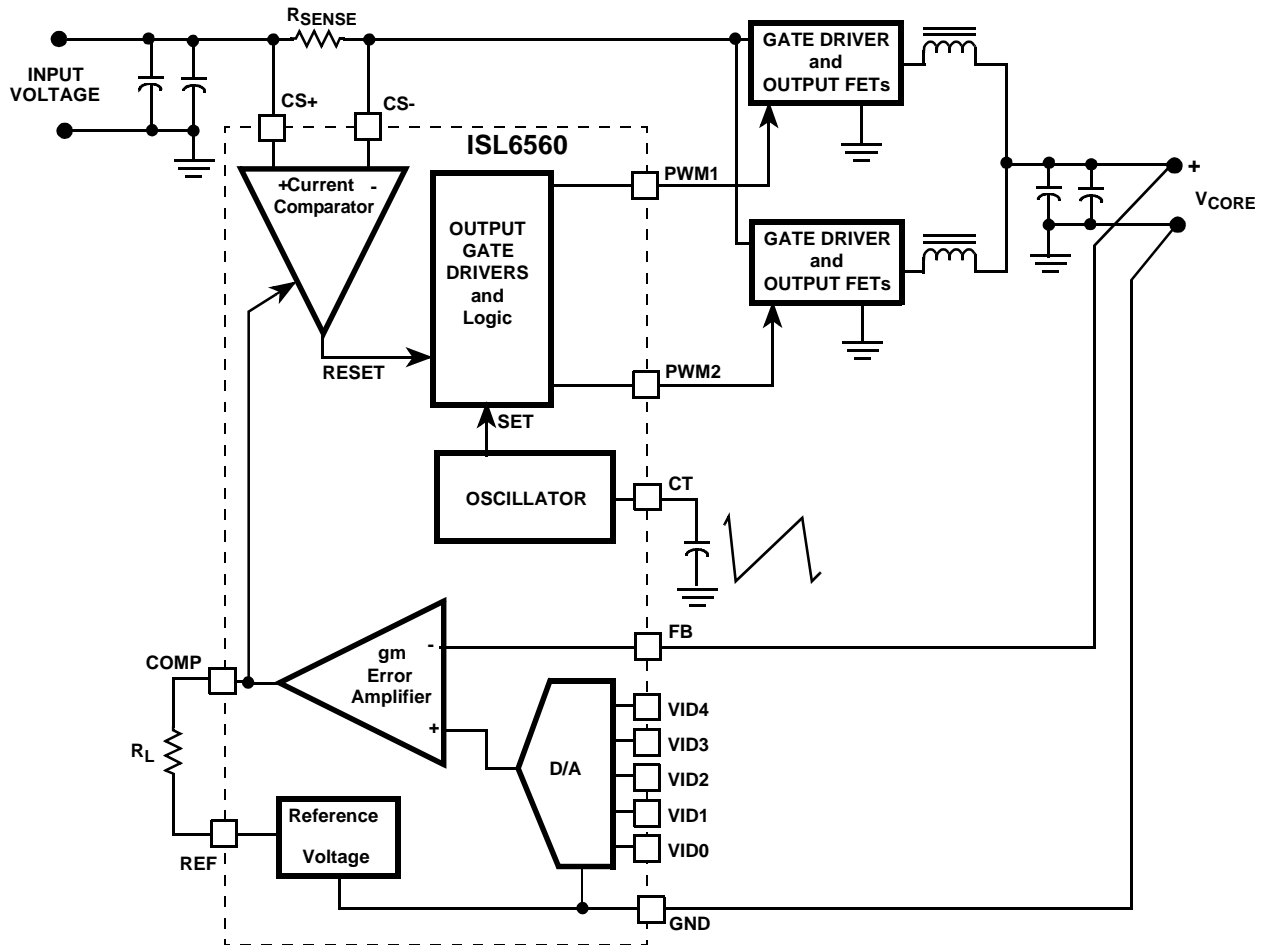 RSENSE
INPUT
VOLTAGE
CS+
CS-
GATE DRIVER
and
OUTPUT FETs
ISL6560
+Current -
Comparator
OUTPUT
GATE
DRIVERS
and
Logic
PWM1
+
VCORE
GATE DRIVER
and
OUTPUT FETs
RESET
PWM2
SET
OSCILLATOR
CT
FB
COMP
gm
Error
Amplifier
-
+
RL
D/A
VID4
VID3
VID2
VID1
VID0
Reference
Voltage
REF
GND